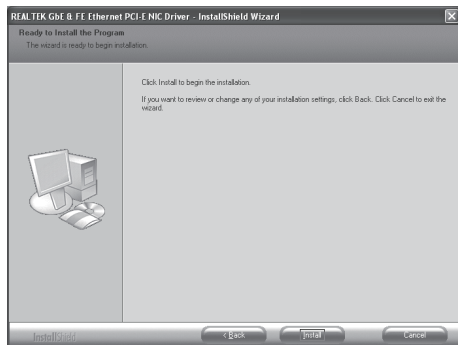 REALTEK GbE & FE Ethernet PCI-E NIC Driver - InstallShield Wizard
Ready to Install the Program
The wizard is ready to begin installation.
Click Install to begin the installation.
If you want to review or change any of your installation settings, click Back. Click Cancel to exit the
wizard.
InstallShield
< Back
Install
Cancel